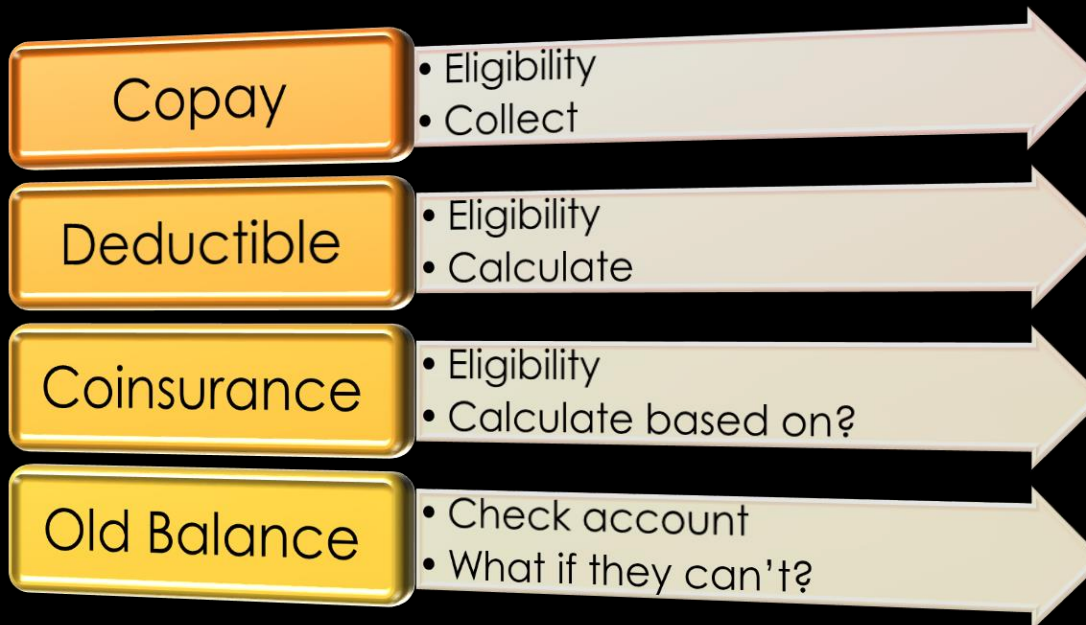 Copay
• Eligibility
• Collect
Deductible
• Eligibility
• Calculate
Coinsurance
• Eligibility
• Calculate based on?
Old Balance
• Check account
• What if they can't?